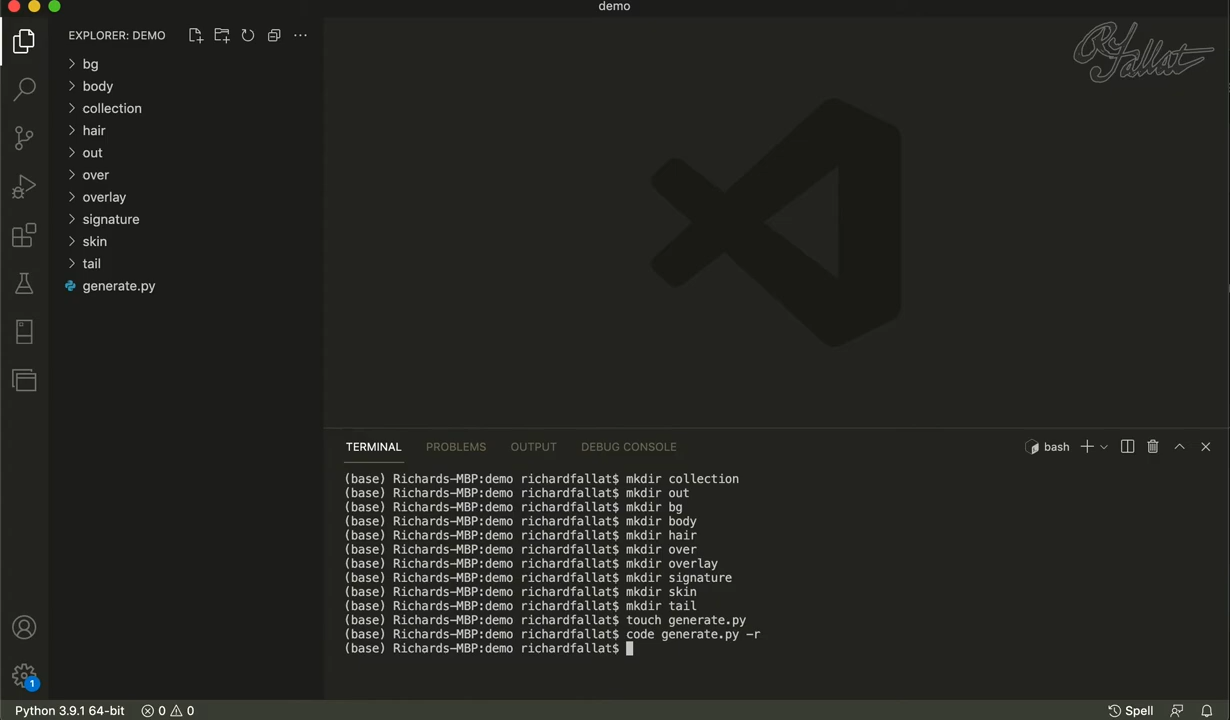 demo
EXPLORER: DEMO
bg
body
collection
hair
out
over
overlay
signature
skin
tail
generate.py
RFallat
TERMINAL PROBLEMS OUTPUT DEBUG CONSOLE bash
(base) Richards-MBP:demo richardfallat$ mkdir collection
(base) Richards-MBP:demo richardfallat$ mkdir out
(base) Richards-MBP:demo richardfallat$ mkdir bg
(base) Richards-MBP:demo richardfallat$ mkdir body
(base) Richards-MBP:demo richardfallat$ mkdir hair
(base) Richards-MBP:demo richardfallat$ mkdir over
(base) Richards-MBP:demo richardfallat$ mkdir overlay
(base) Richards-MBP:demo richardfallat$ mkdir signature
(base) Richards-MBP:demo richardfallat$ mkdir skin
(base) Richards-MBP:demo richardfallat$ mkdir tail
(base) Richards-MBP:demo richardfallat$ touch generate.py
(base) Richards-MBP:demo richardfallat$ code generate.py -r
(base) Richards-MBP:demo richardfallat$
1
Python 3.9.1 64-bit 0 0 Spell